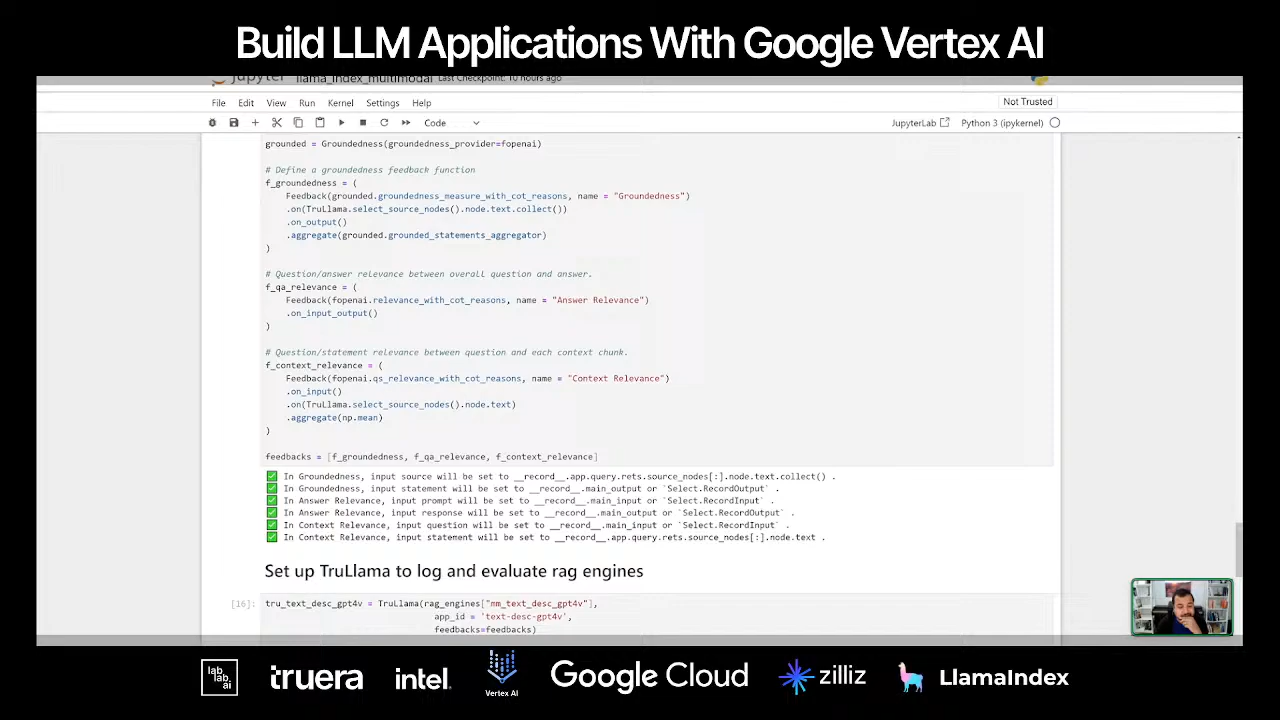 Build LLM Applications With Google Vertex AI
jupyter llama_index_multimodal Last Checkpoint: 10 hours ago
File Edit View Run Kernel Settings Help
Not Trusted
Code
JupyterLab
Python 3 (ipykernel)
grounded = Groundedness(groundedness_provider=fopenai)
# Define a groundedness feedback function
f_groundedness = (
Feedback(grounded.groundedness_measure_with_cot_reasons, name = "Groundedness")
.on(TruLlama.select_source_nodes().node.text.collect())
.on_output()
.aggregate(grounded.grounded_statements_aggregator)
)
# Question/answer relevance between overall question and answer.
f_qa_relevance = (
Feedback(fopenai.relevance_with_cot_reasons, name = "Answer Relevance")
.on_input_output()
)
# Question/statement relevance between question and each context chunk.
f_context_relevance = (
Feedback(fopenai.qs_relevance_with_cot_reasons, name = "Context Relevance")
.on_input()
.on(TruLlama.select_source_nodes().node.text)
.aggregate(np.mean)
)
feedbacks = [f_groundedness, f_qa_relevance, f_context_relevance]
✅ In Groundedness, input source will be set to __record__.app.query.rets.source_nodes[:].node.text.collect() .
✅ In Groundedness, input statement will be set to __record__.main_output or `Select.RecordOutput` .
✅ In Answer Relevance, input prompt will be set to __record__.main_input or `Select.RecordInput` .
✅ In Answer Relevance, input response will be set to __record__.main_output or `Select.RecordOutput` .
✅ In Context Relevance, input question will be set to __record__.main_input or `Select.RecordInput` .
✅ In Context Relevance, input statement will be set to __record__.app.query.rets.source_nodes[:].node.text .
Set up TruLlama to log and evaluate rag engines
[16]: tru_text_desc_gpt4v = TruLlama(rag_engines["mm_text_desc_gpt4v"],
app_id = 'text-desc-gpt4v',
feedbacks=feedbacks)
lab
lab
.ai
truera
intel.
Vertex AI
Google Cloud
zilliz
LlamaIndex